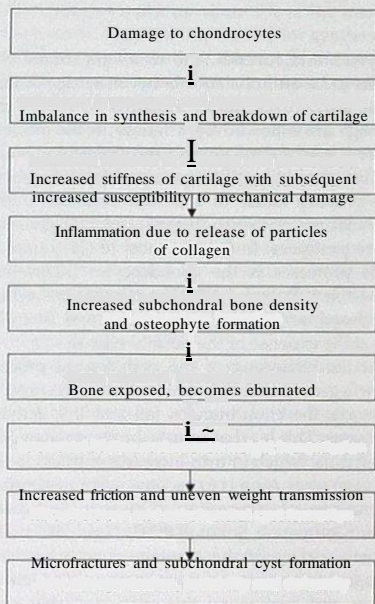 Damage to chondrocytes
i
Imbalance in synthesis and breakdown of cartilage
I
Increased stiffness of cartilage with subséquent
increased susceptibility to mechanical damage
Inflammation due to release of particles
of collagen
i
Increased subchondral bone density
and osteophyte formation
i
Bone exposed, becomes eburnated
i ~
Increased friction and uneven weight transmission
Microfractures and subchondral cyst formation